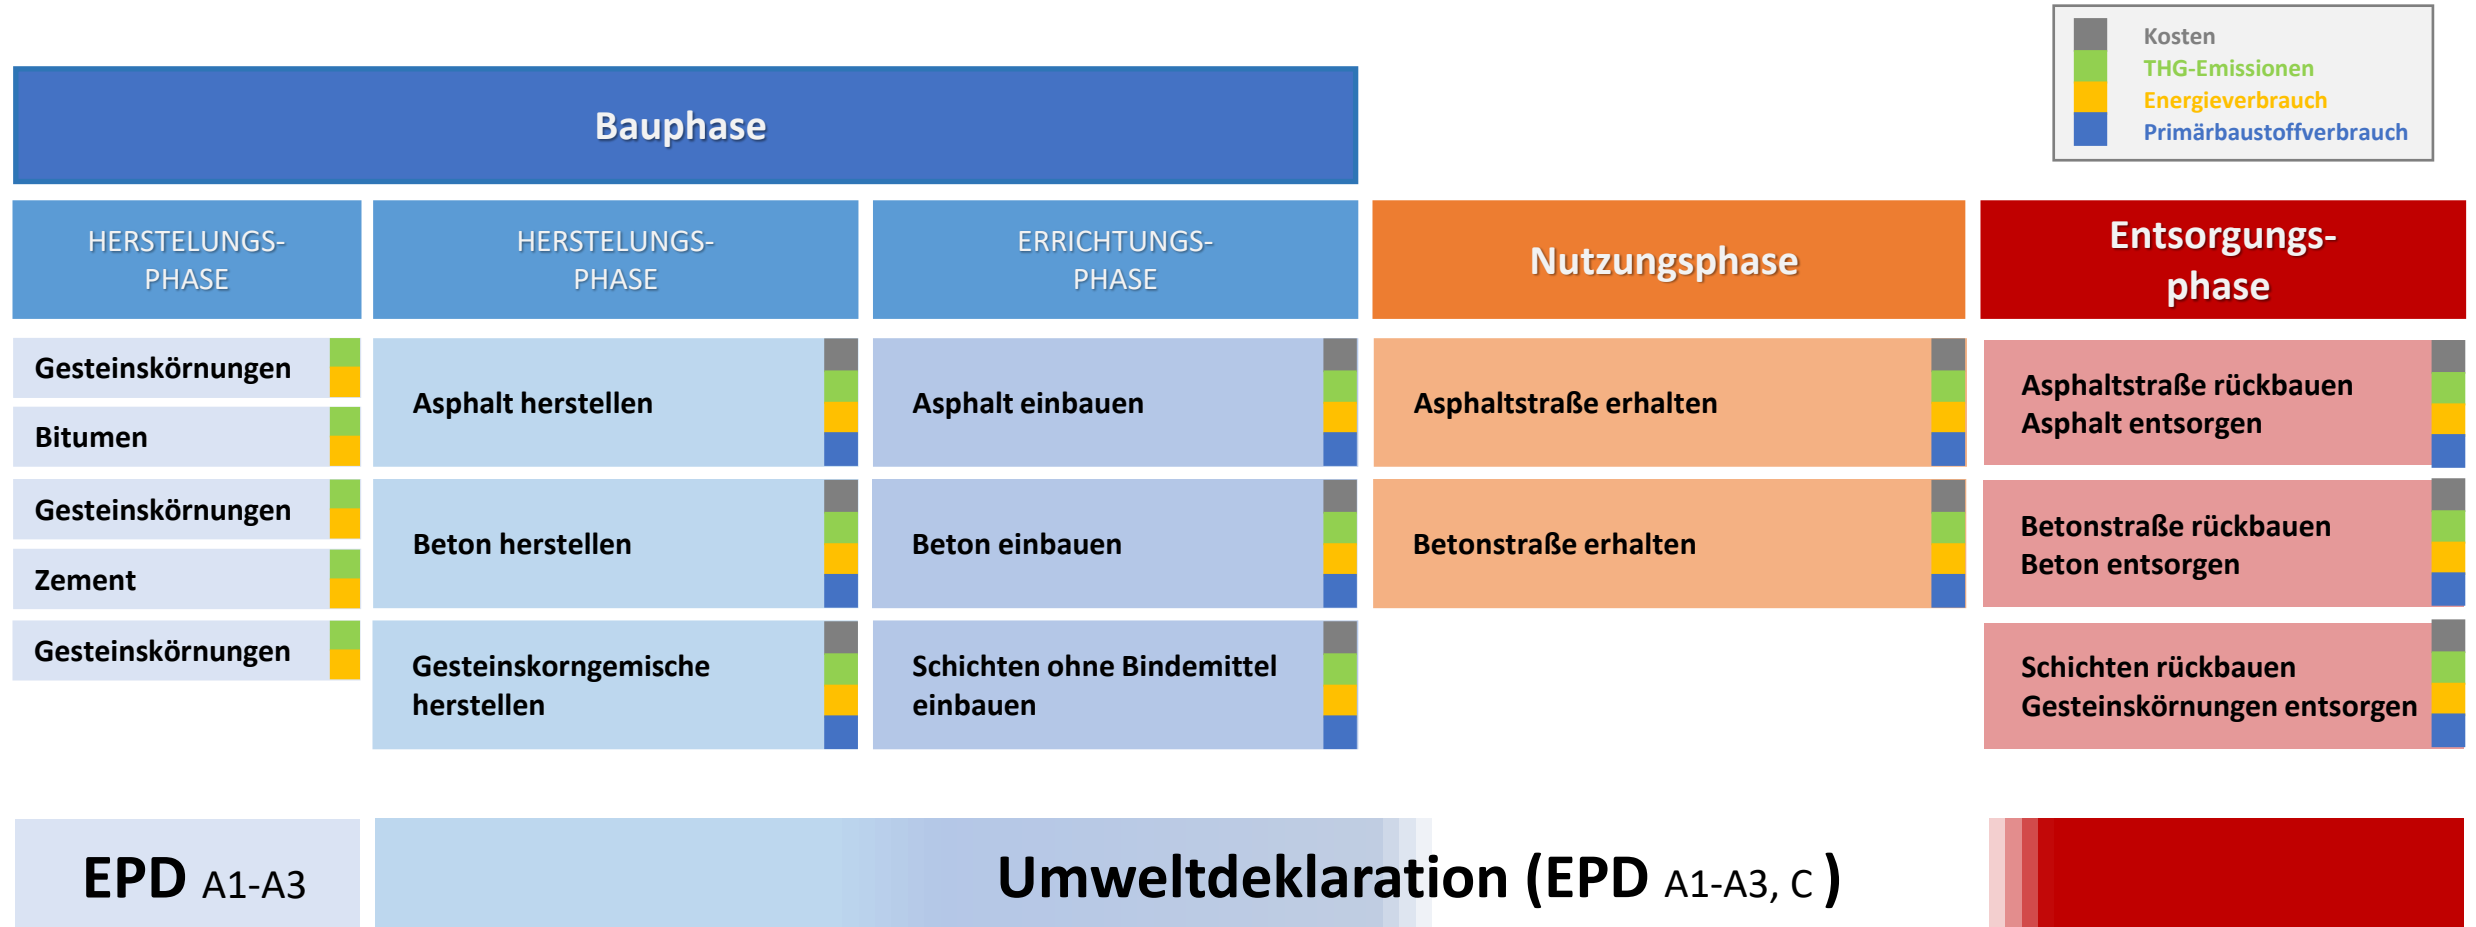 Kosten
THG-Emissionen
Energieverbrauch
Primärbaustoffverbrauch
Bauphase
HERSTELUNGS-
PHASE
HERSTELUNGS-
PHASE
ERRICHTUNGS-
PHASE
Nutzungsphase
Entsorgungs-
phase
Gesteinskörnungen
Bitumen
Gesteinskörnungen
Zement
Gesteinskörnungen
Asphalt herstellen
Beton herstellen
Gesteinskorngemische
herstellen
Asphalt einbauen
Beton einbauen
Schichten ohne Bindemittel
einbauen
Asphaltstraße erhalten
Betonstraße erhalten
Asphaltstraße rückbauen
Asphalt entsorgen
Betonstraße rückbauen
Beton entsorgen
Schichten rückbauen
Gesteinskörnungen entsorgen
EPD A1-A3
Umweltdeklaration (EPD A1-A3, C )